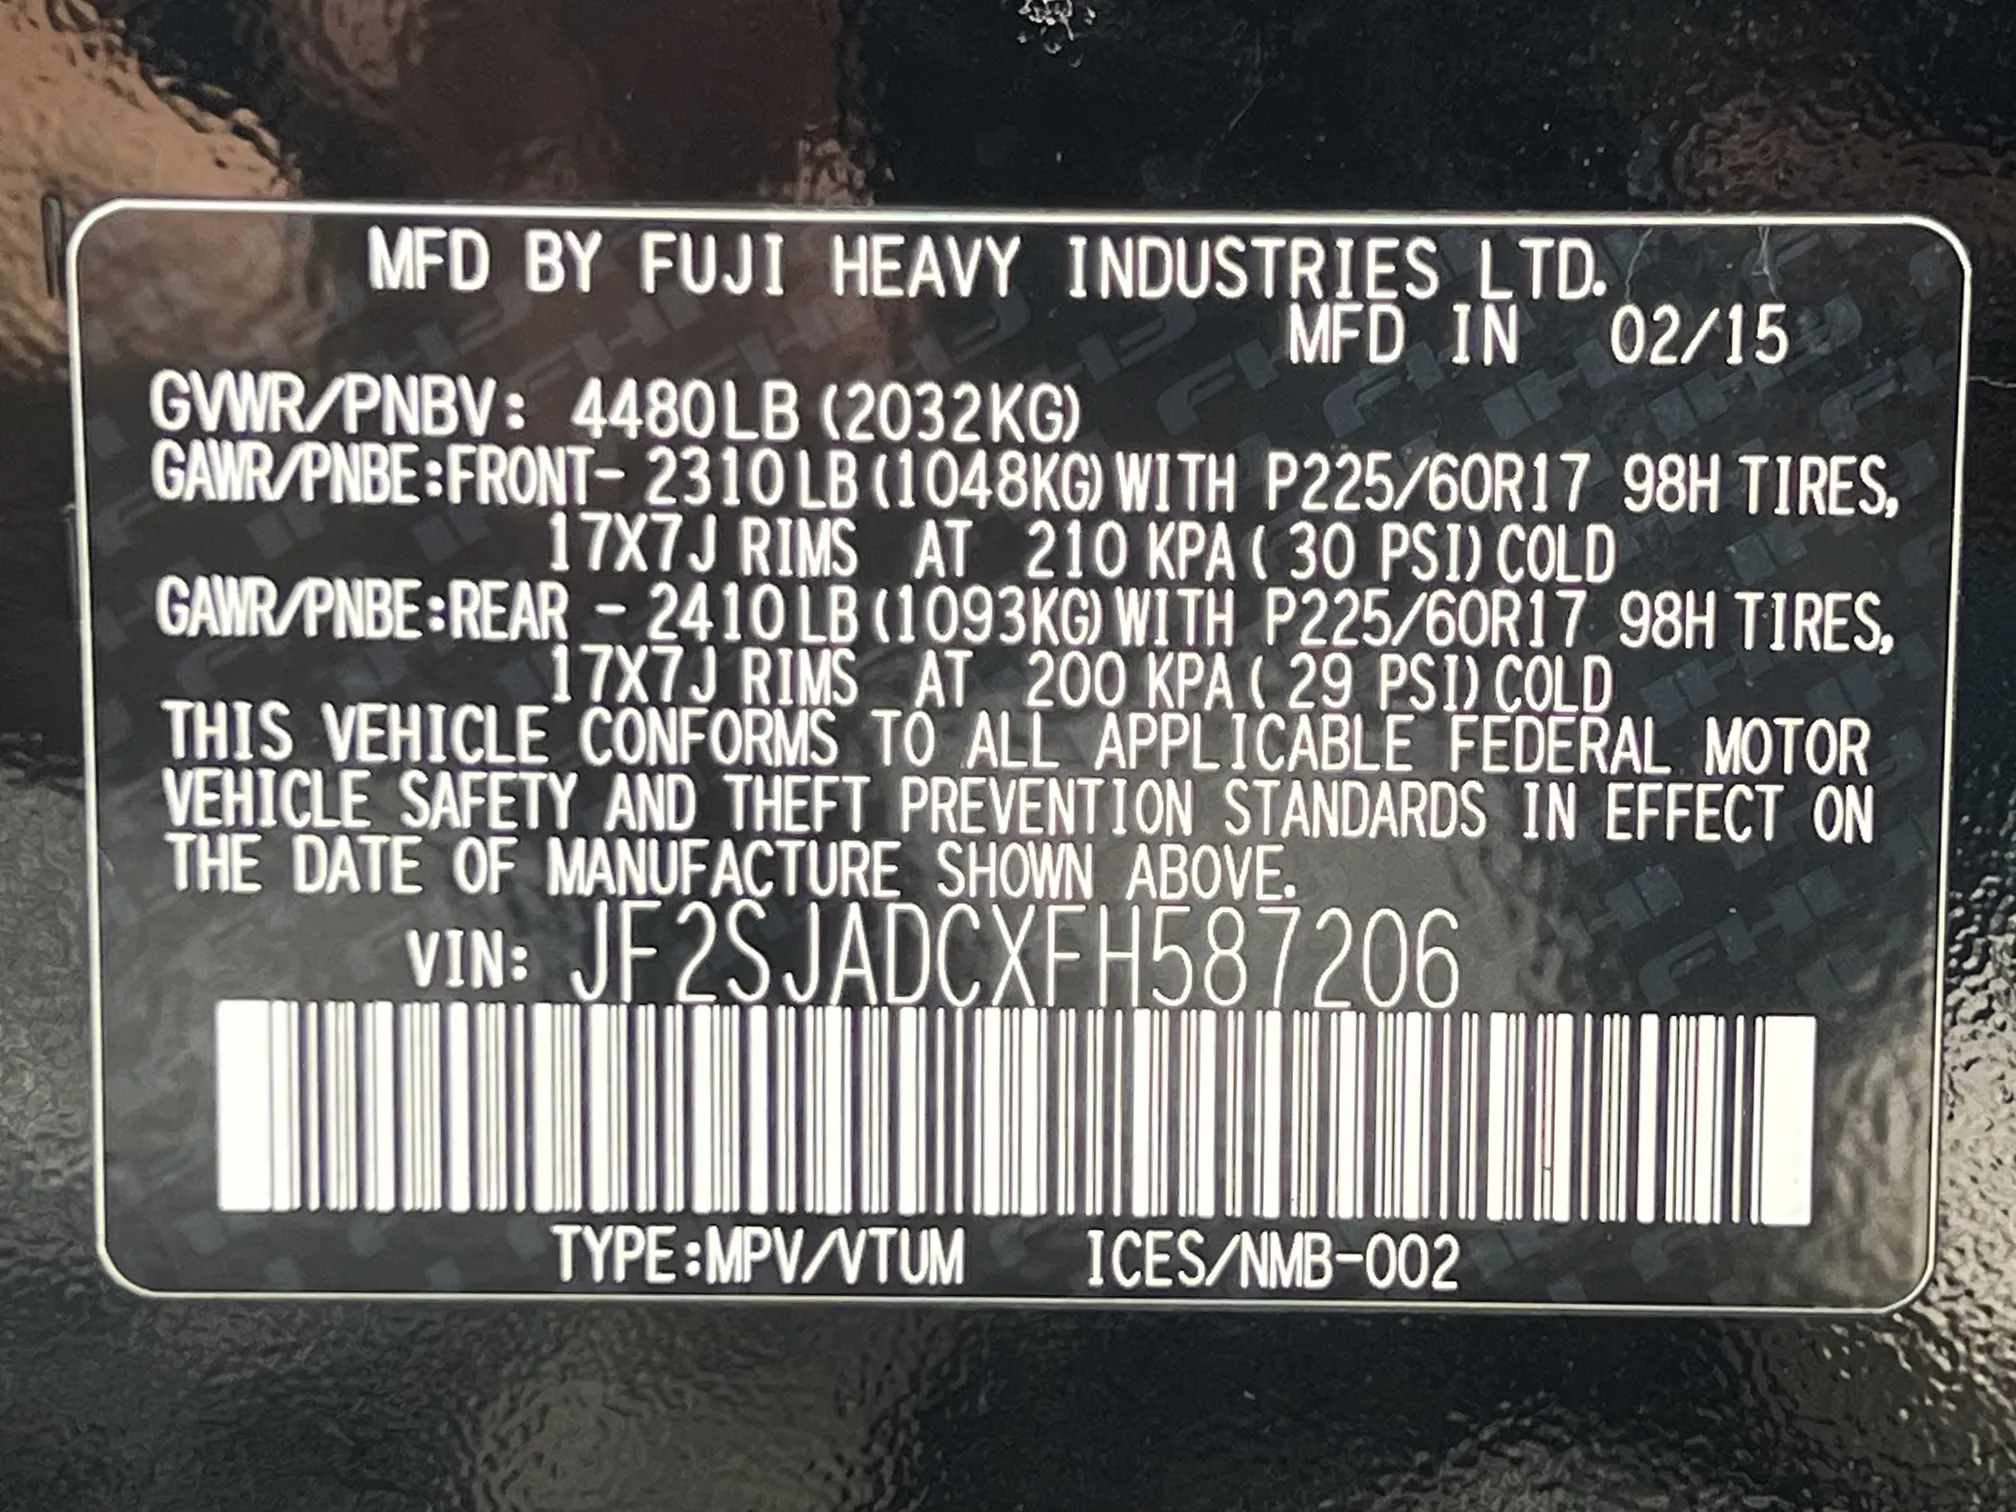 MFD BY FUJI HEAVY INDUSTRIES LTD.
MFD IN 02/15
GVWR/PNBV: 4480LB (2032KG)
GAWR/PNBE:FRONT- 2310LB(1048KG)WITH P225/60R17 98H TIRES,
17X7J RIMS AT 210 KPA( 30 PSI)COLD
GAWR/PNBE:REAR - 2410LB(1093KG)WITH P225/60R17 98H TIRES,
17X7J RIMS AT 200 KPA( 29 PSI)COLD
THIS VEHICLE CONFORMS TO ALL APPLICABLE FEDERAL MOTOR
VEHICLE SAFETY AND THEFT PREVENTION STANDARDS IN EFFECT ON
THE DATE OF MANUFACTURE SHOWN ABOVE.
VIN: JF2SJADCXFH587206
TYPE:MPV/VTUM ICES/NMB-002